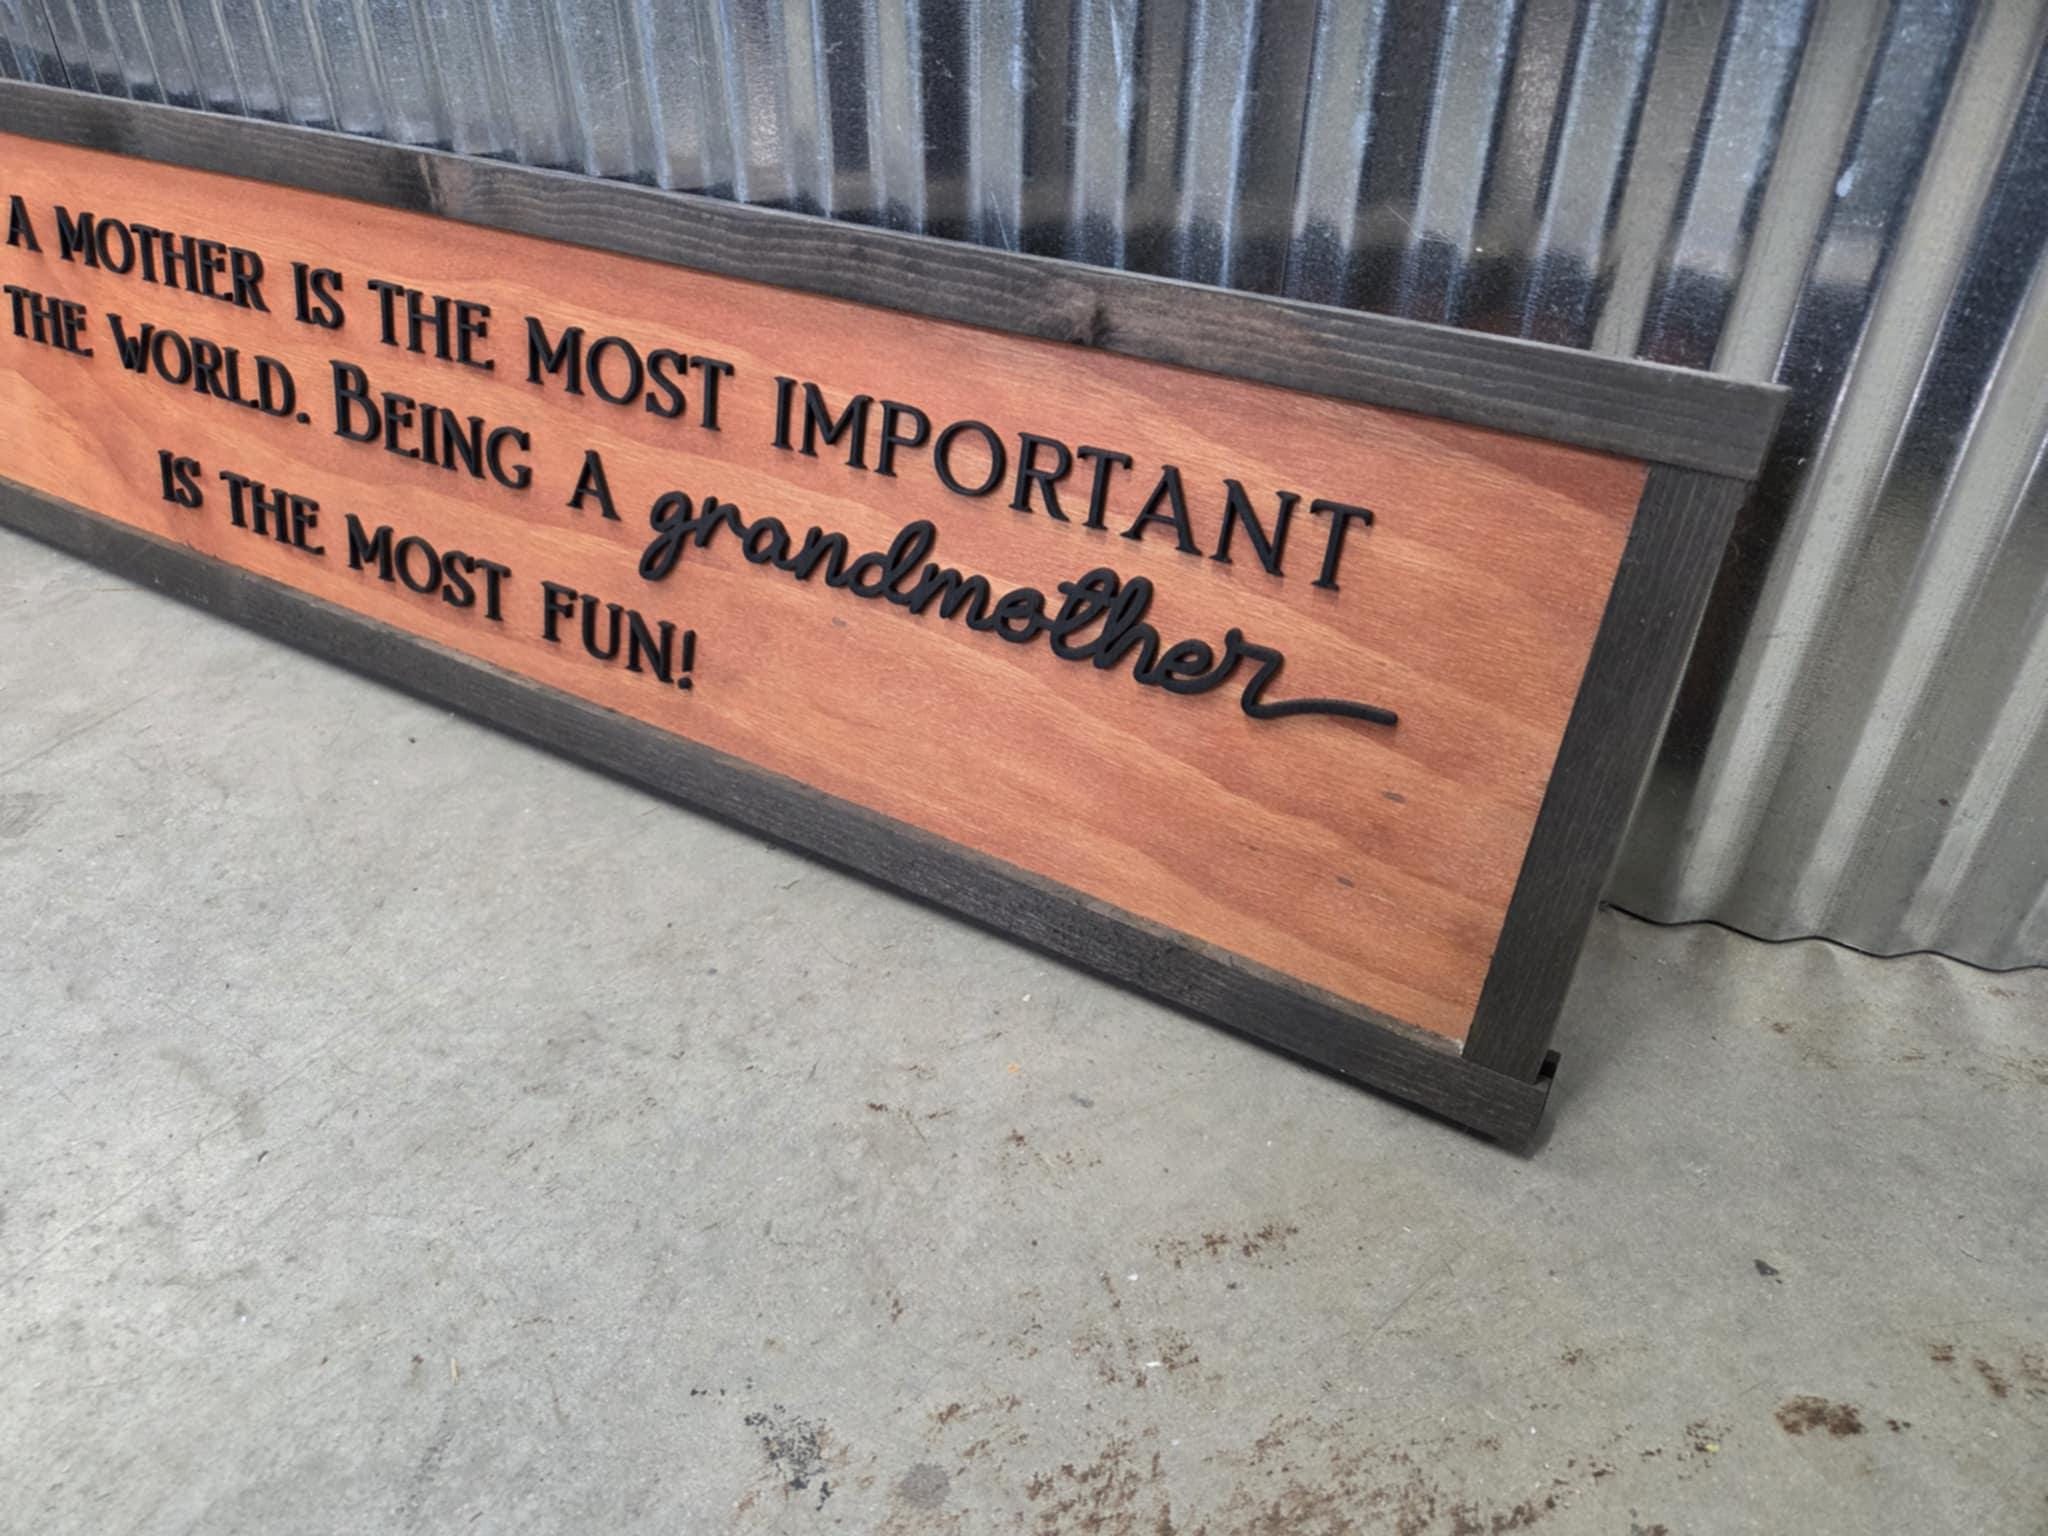 A MOTHER IS THE MOST IMPORTANT
THE WORLD. BEING A grandmother
IS THE MOST FUN!